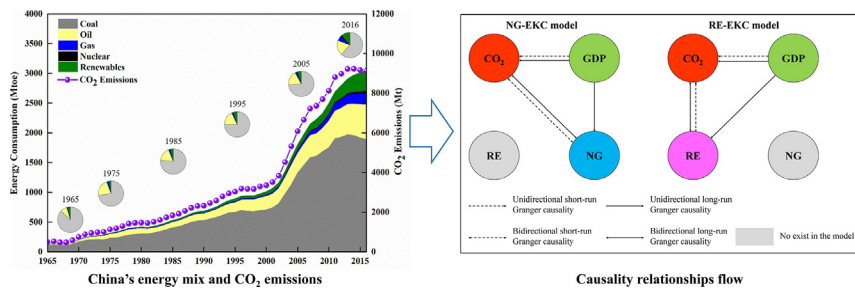 4000
3500
3000
2500
2000
1500
1000
500
0
Energy Consumption (Mtoe)
Coal
Oil
Gas
Nuclear
Renewables
CO2 Emissions
1965
1975
1985
1995
2005
2016
12000
10000
8000
6000
4000
2000
0
CO2 Emissions (Mt)
1965 1970 1975 1980 1985 1990 1995 2000 2005 2010 2015
China's energy mix and CO2 emissions
NG-EKC model
CO2
GDP
RE
NG
RE-EKC model
CO2
GDP
RE
NG
Unidirectional short-run
Granger causality
Unidirectional long-run
Granger causality
Bidirectional short-run
Granger causality
Bidirectional long-run
Granger causality
No exist in the model
Causality relationships flow